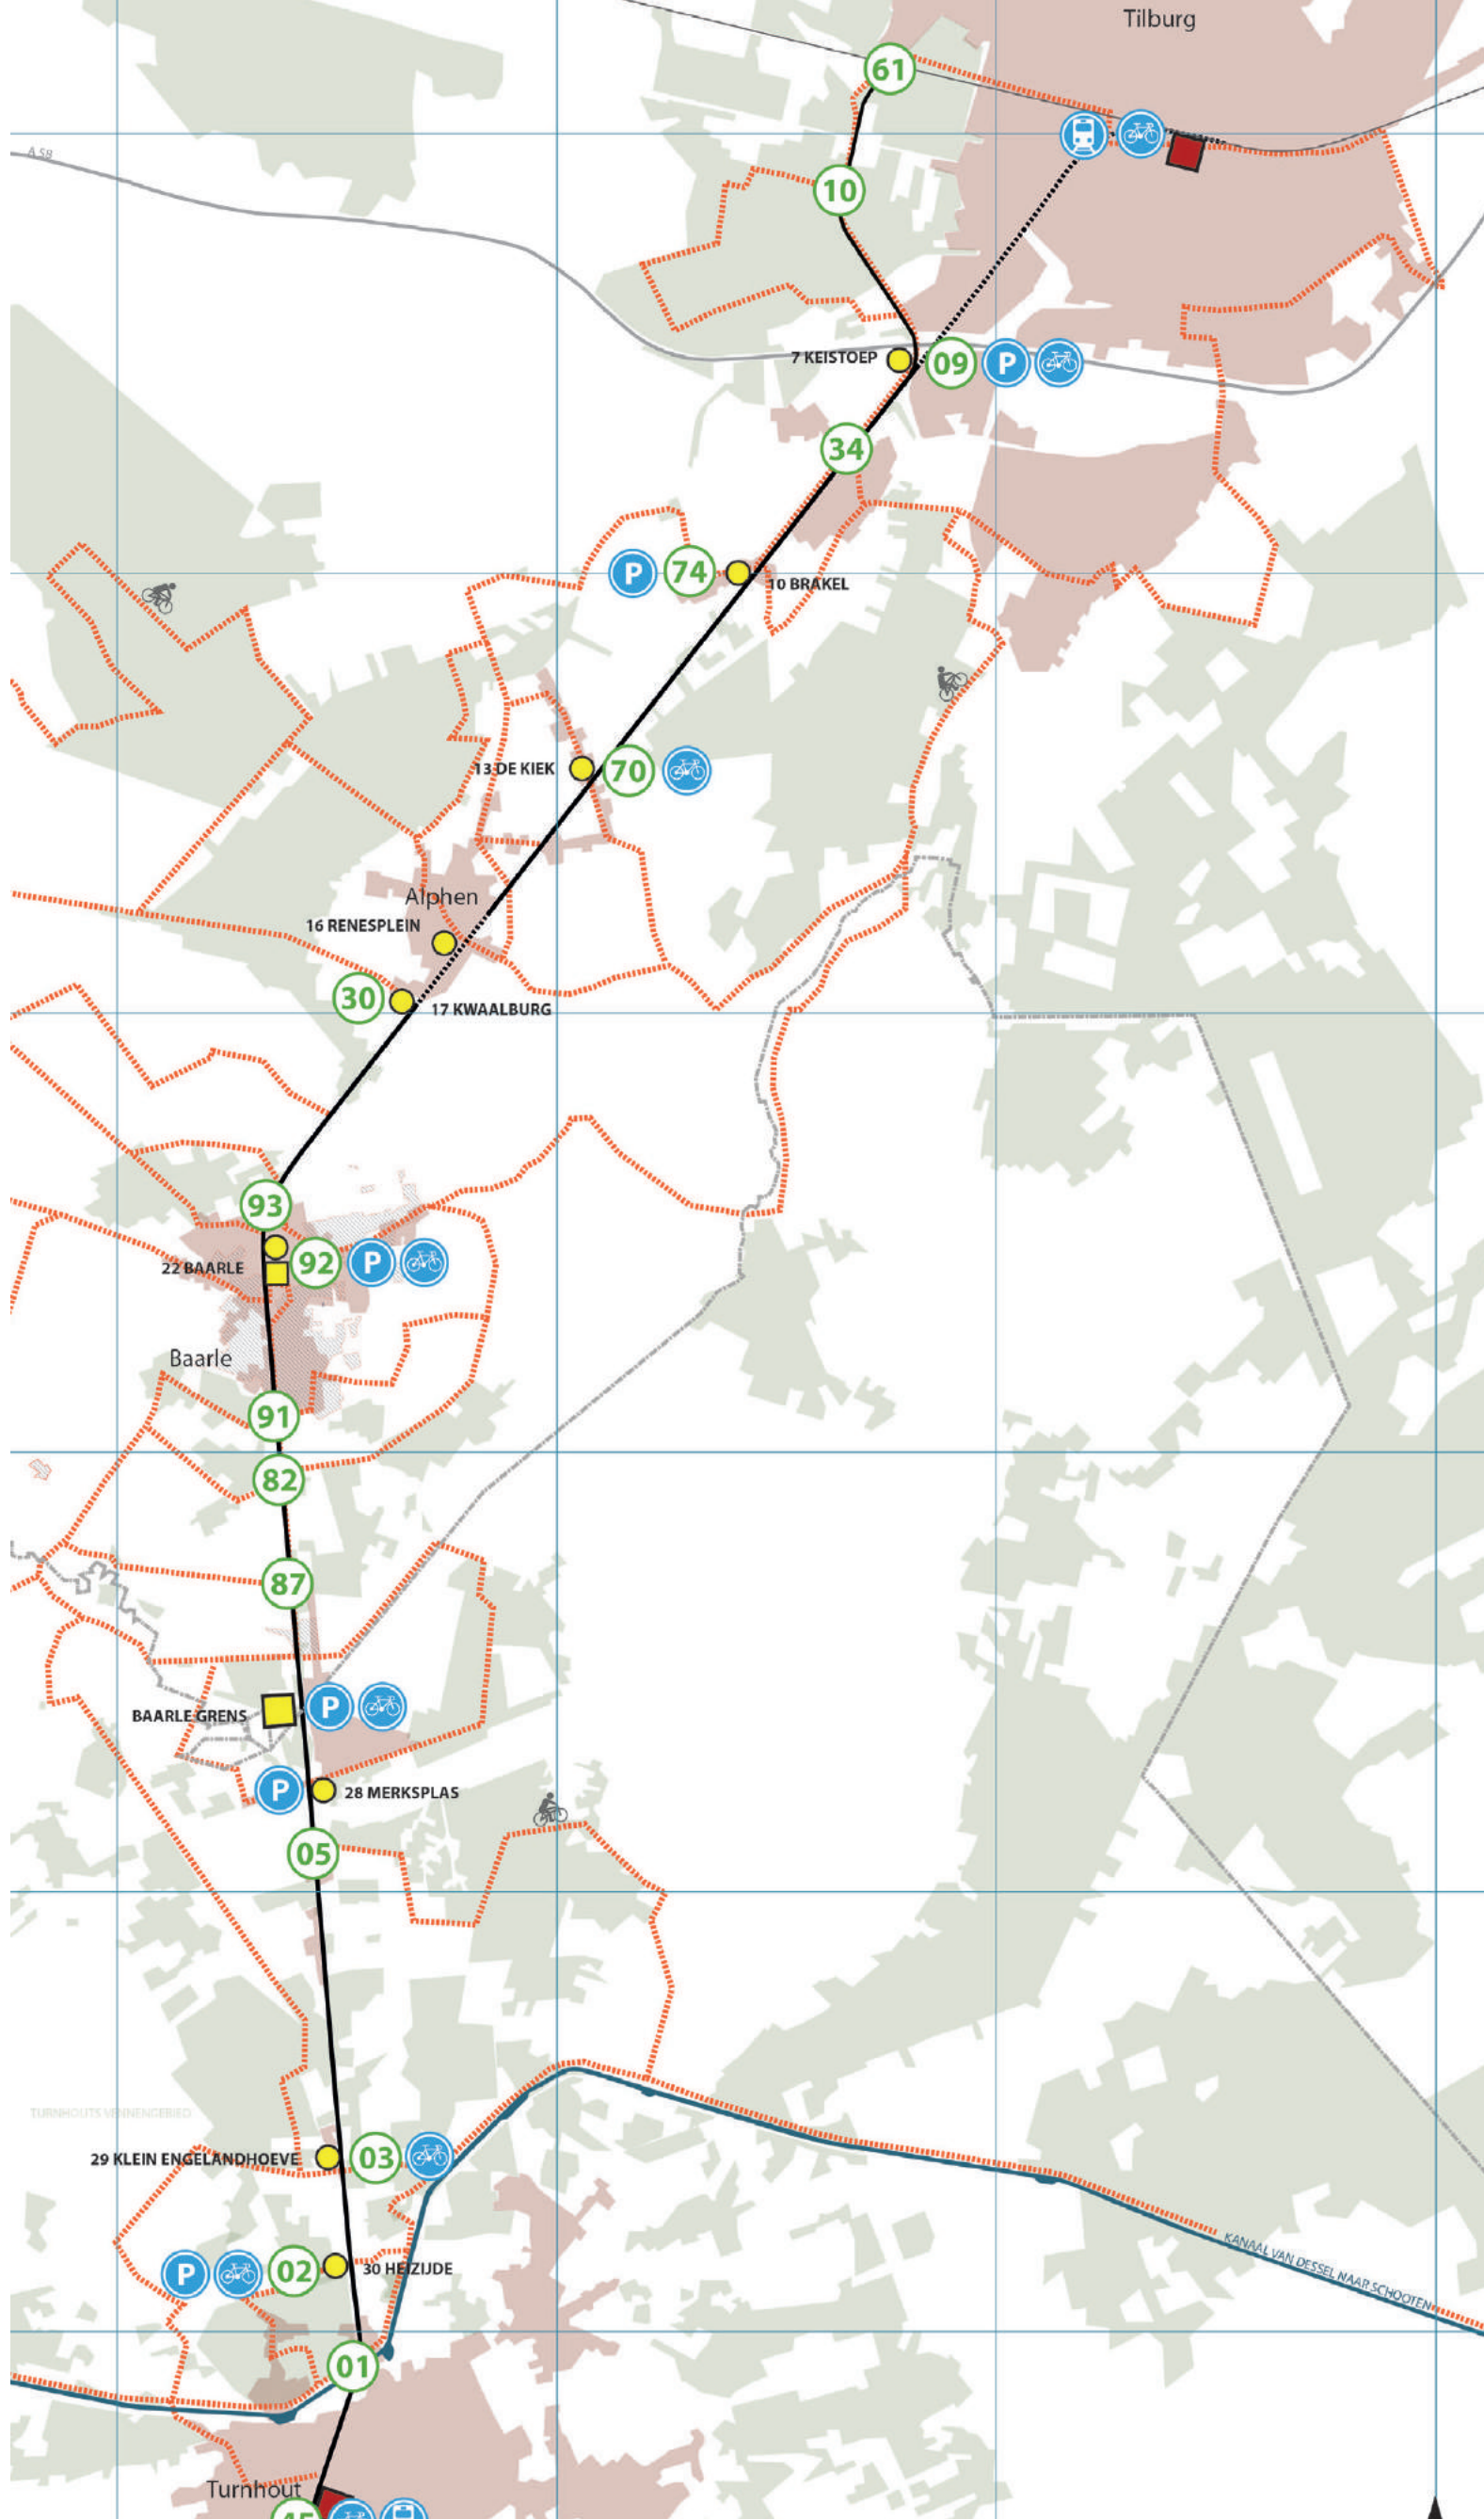 Tilburg
61
A 58
10
7 KEISTOEP
09
P
34
P
74
10 BRAKEL
13 DE KIEK
70
Alphen
16 RENESPLEIN
30
17 KWAALBURG
93
22 BAARLE
92
P
Baarle
91
82
87
BAARLE GRENS
P
P
28 MERKSPLAS
05
TURNHOUTS VENNENGEBIED
29 KLEIN ENGELANDHOEVE
03
P
02
30 HEIZIJDE
KANAAL VAN DESSEL NAAR SCHOOTEN
01
Turnhout